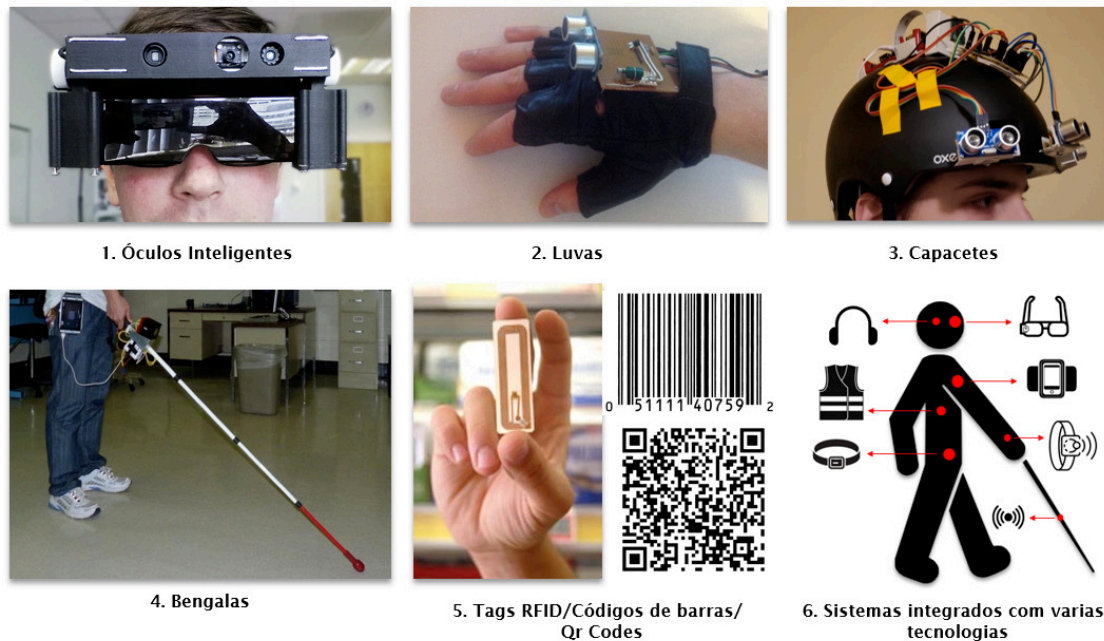 oxe
1. Óculos Inteligentes
2. Luvas
3. Capacetes
0 51111 40759 2
4. Bengalas
5. Tags RFID/Códigos de barras/
Qr Codes
6. Sistemas integrados com varias
tecnologias